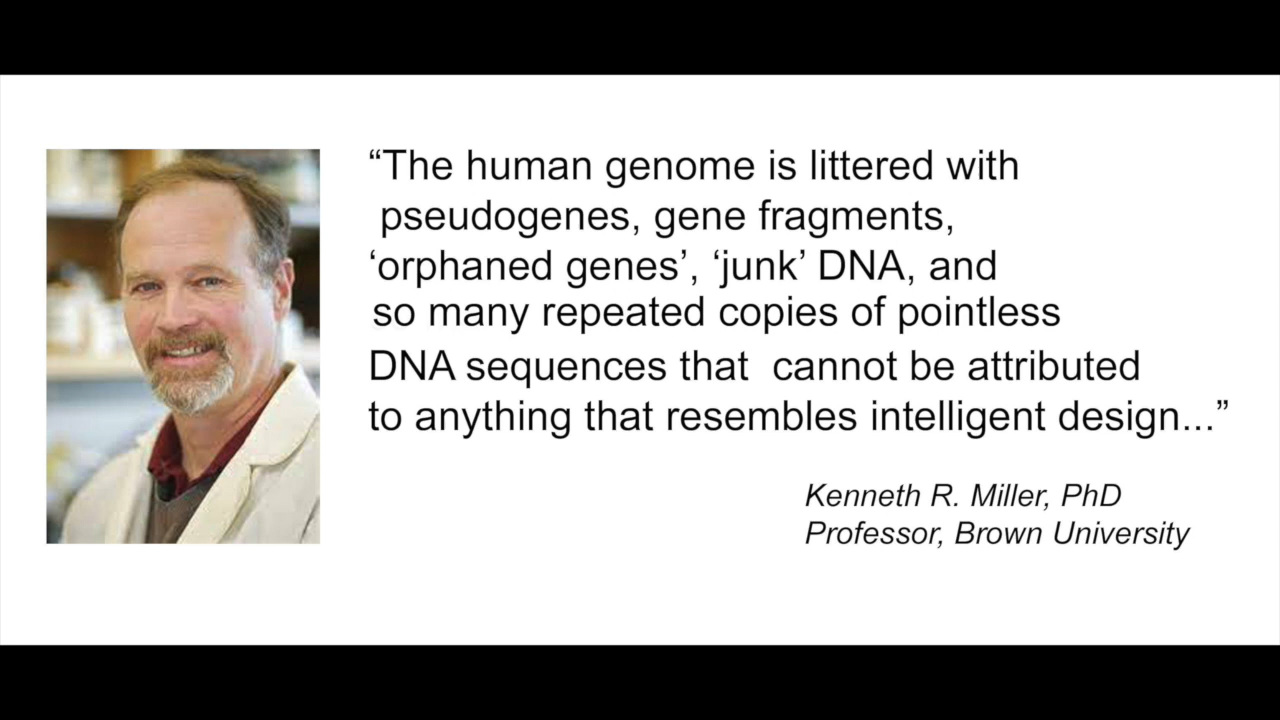 “The human genome is littered with
pseudogenes, gene fragments,
‘orphaned genes’, ‘junk’ DNA, and
so many repeated copies of pointless
DNA sequences that cannot be attributed
to anything that resembles intelligent design...”
Kenneth R. Miller, PhD
Professor, Brown University